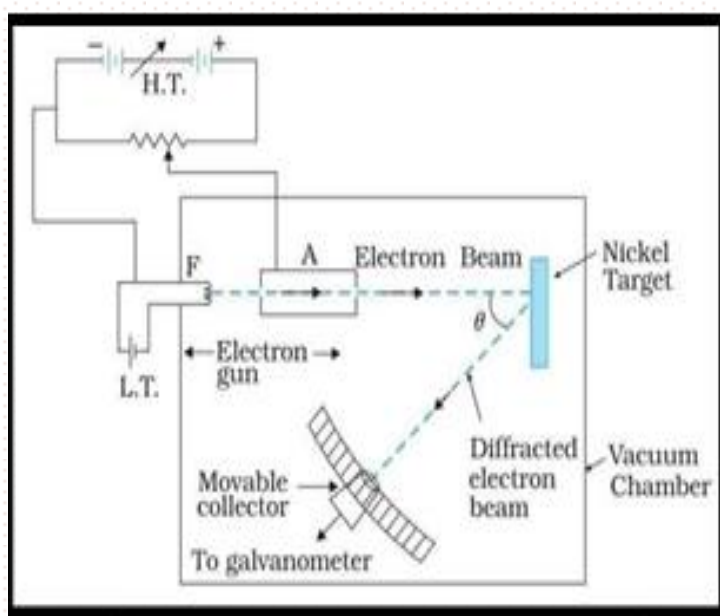 − +
H.T.
F
A
Electron Beam
Nickel
Target
θ
Electron
gun
L.T.
Diffracted
electron
beam
Vacuum
Chamber
Movable
collector
To galvanometer